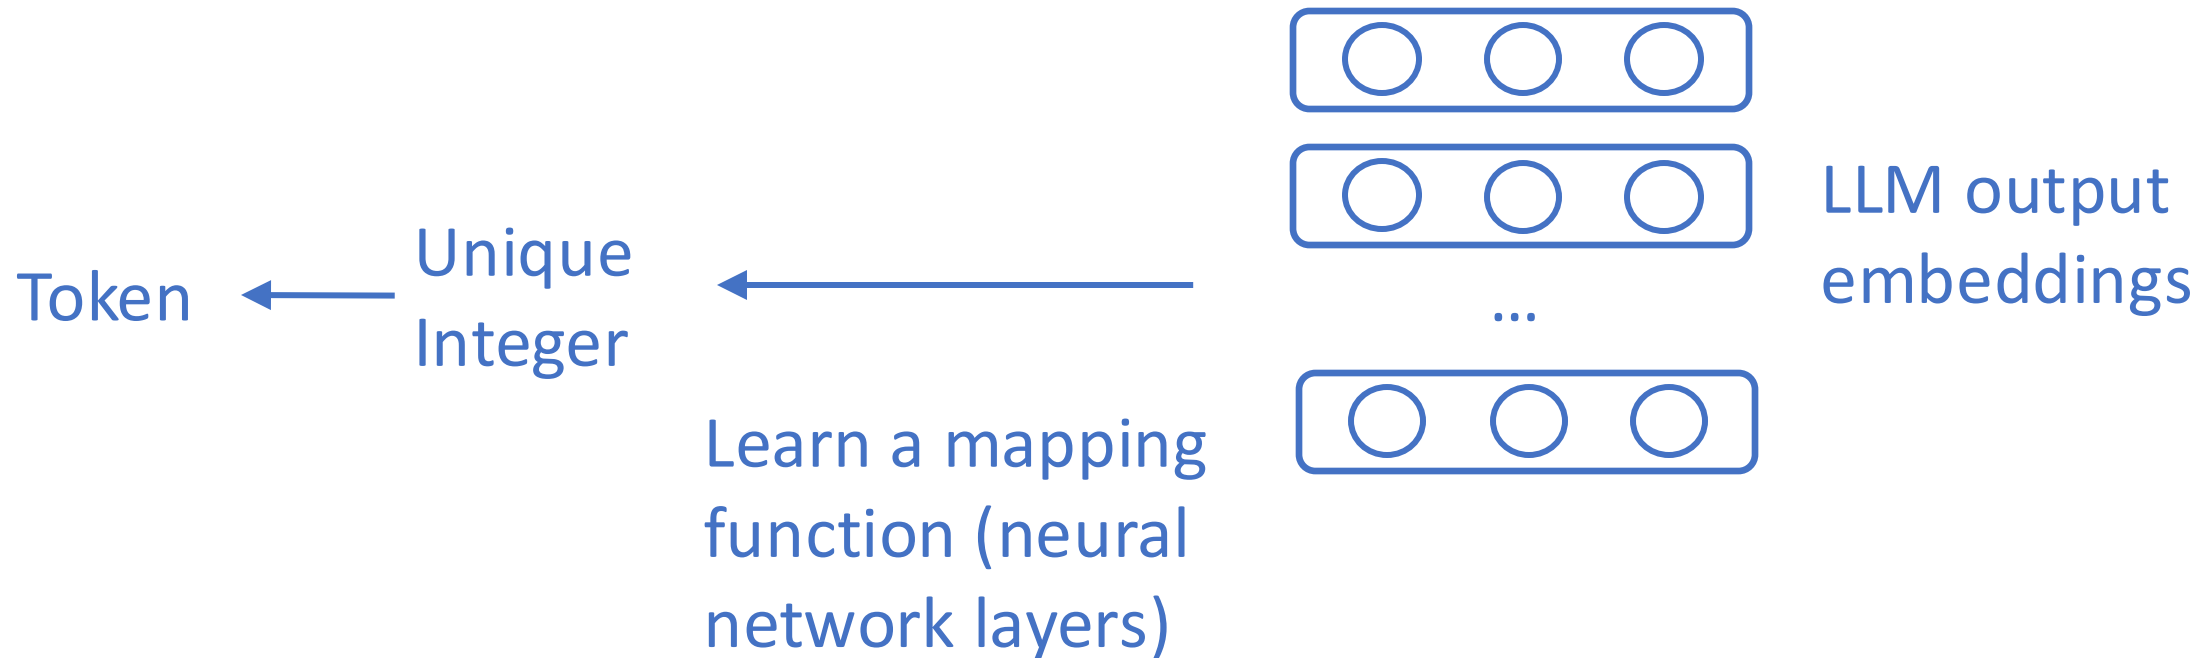 Token
Unique
Integer
Learn a mapping
function (neural
network layers)
...
LLM output
embeddings